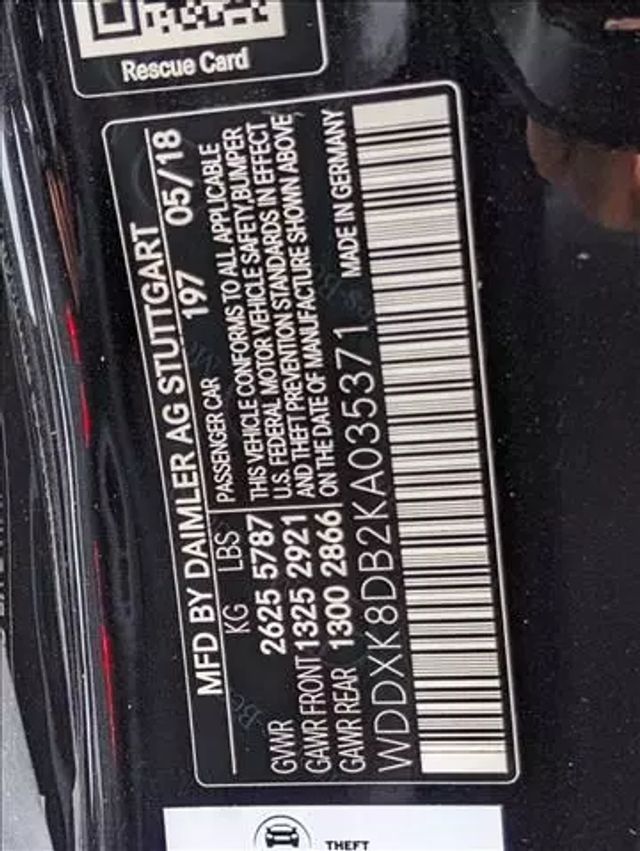 Rescue Card
MFD BY DAIMLER AG STUTTGART
197 05/18
KG LBS
PASSENGER CAR
GVWR 2625 5787
GAWR FRONT 1325 2921
GAWR REAR 1300 2866
THIS VEHICLE CONFORMS TO ALL APPLICABLE
U.S. FEDERAL MOTOR VEHICLE SAFETY, BUMPER
AND THEFT PREVENTION STANDARDS IN EFFECT
ON THE DATE OF MANUFACTURE SHOWN ABOVE
MADE IN GERMANY
WDDXK8DB2KA035371
THEFT